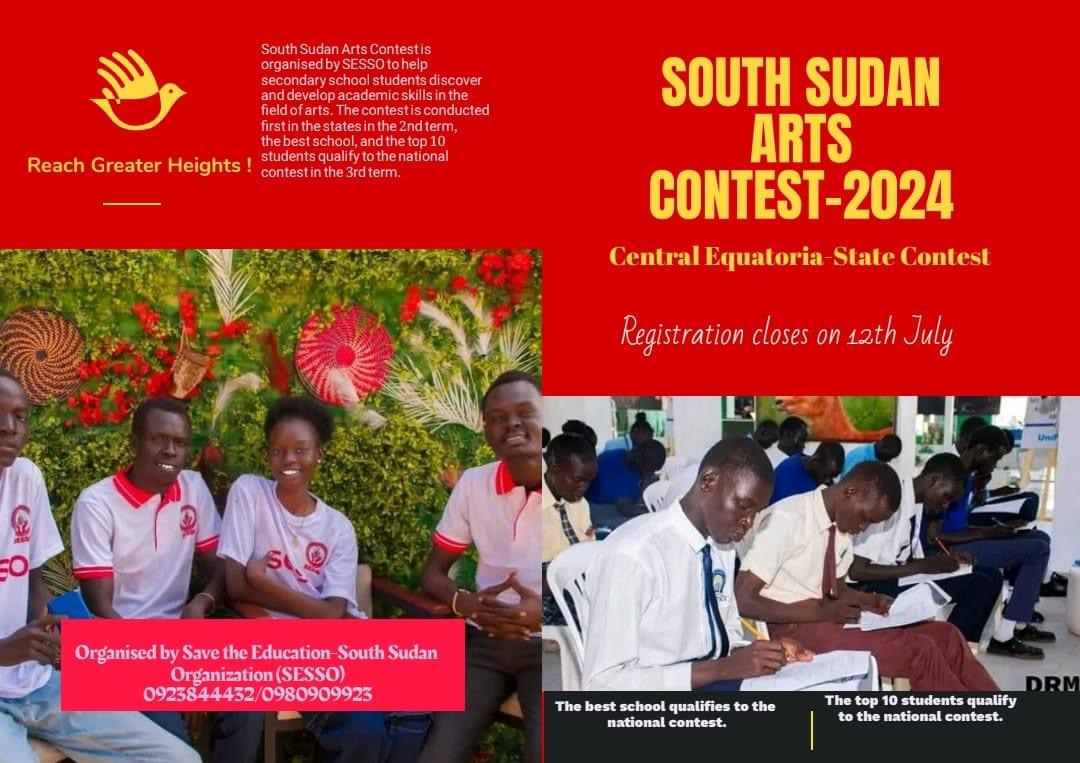 South Sudan Arts Contest is
organised by SESSO to help
secondary school students discover
and develop academic skills in the
field of arts. The contest is conducted
first in the states in the 2nd term,
the best school, and the top 10
students qualify to the national
contest in the 3rd term.
Reach Greater Heights !
Organised by Save the Education-South Sudan
Organization (SESSO)
0923844432/0980909923
SOUTH SUDAN
ARTS
CONTEST-2024
Central Equatoria-State Contest
Registration closes on 12th July
DRM
The best school qualifies to the
national contest.
The top 10 students qualify
to the national contest.